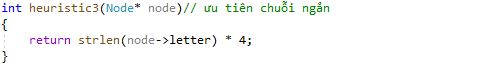 int heuristic3(Node* node)// ưu tiên chuỗi ngắn
{
    return strlen(node->letter) * 4;
}